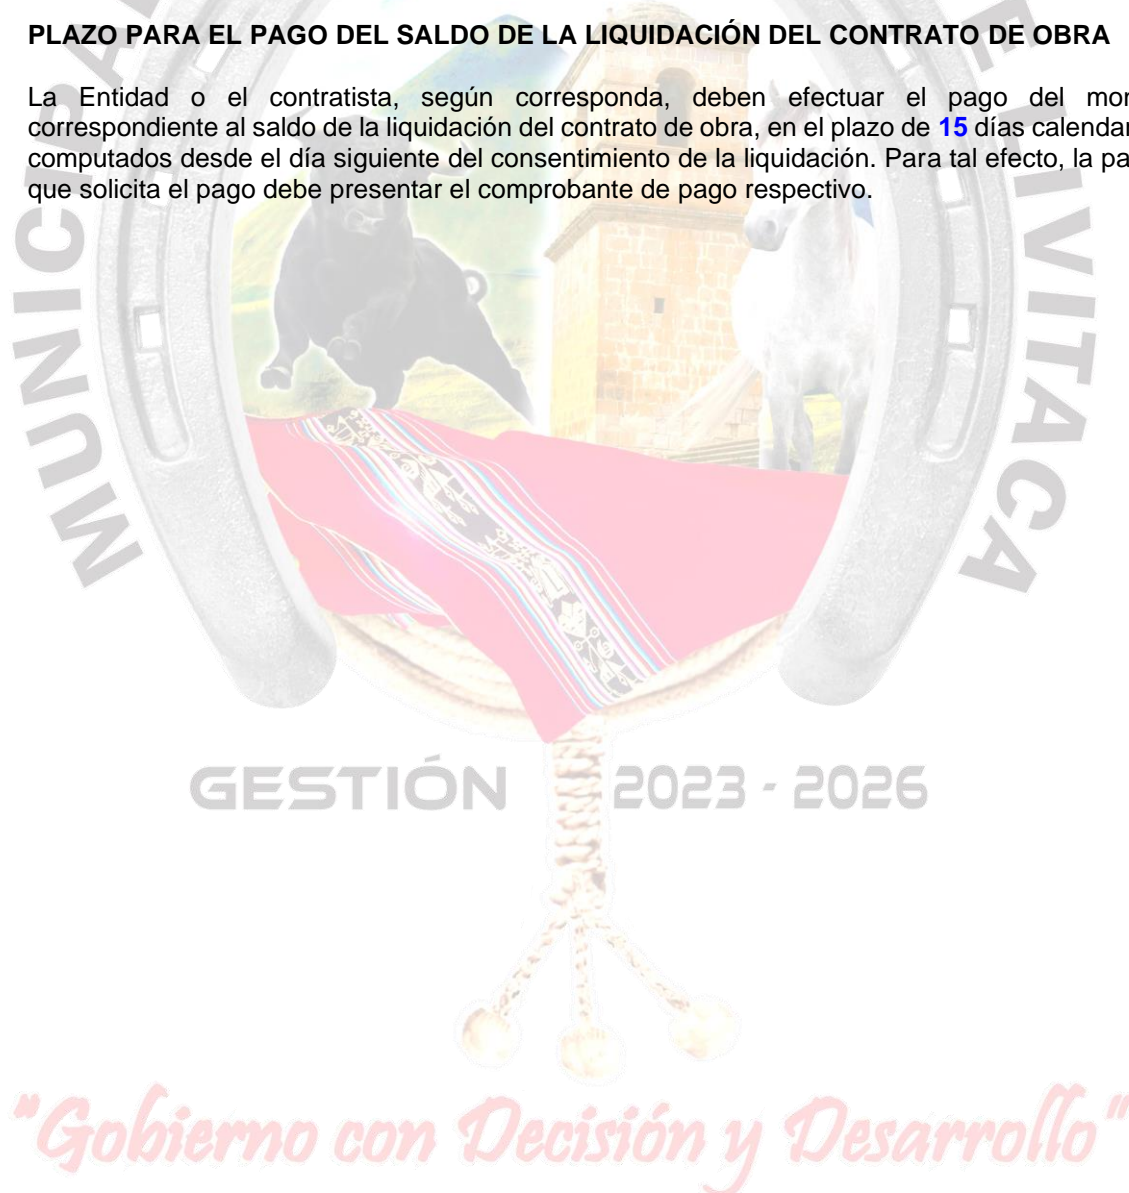 PLAZO PARA EL PAGO DEL SALDO DE LA LIQUIDACIÓN DEL CONTRATO DE OBRA
La Entidad o el contratista, según corresponda, deben efectuar el pago del
correspondiente al saldo de la liquidación del contrato de obra, en el plazo de 15 días
computados desde el día siguiente del consentimiento de la liquidación. Para tal efecto, la
que solicita el pago debe presentar el comprobante de pago respectivo.
GESTIÓN 2023 - 2026
"Gobierno con Decisión y Desarrollo"